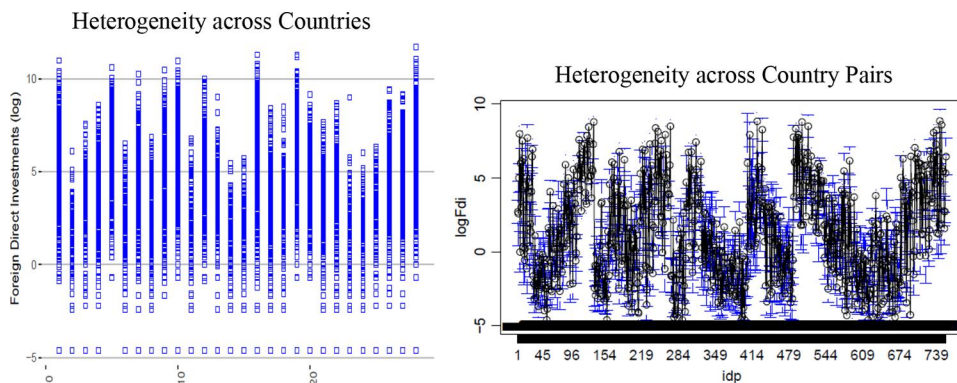 Heterogeneity across Countries
Foreign Direct Investments (log)
10
5
0
−5
0
10
20
Heterogeneity across Country Pairs
logFdi
10
5
0
−5
1 45 96 154 219 284 349 414 479 544 609 674 739
idp